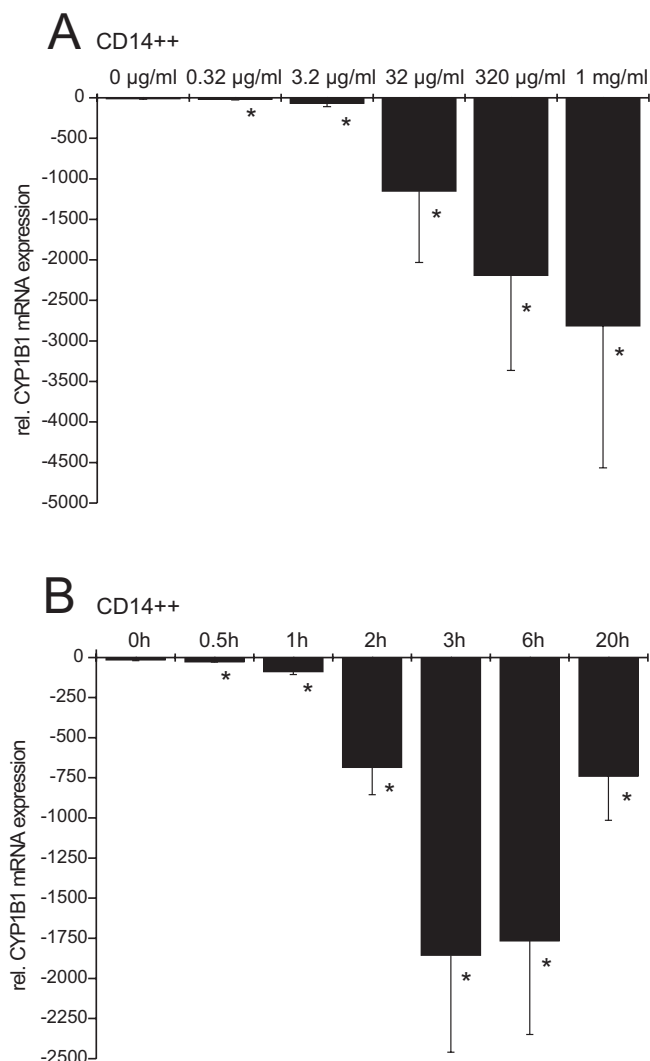 A CD14++
0 µg/ml 0.32 µg/ml 3.2 µg/ml 32 µg/ml 320 µg/ml 1 mg/ml
rel. CYP1B1 mRNA expression
0
-500
-1000
-1500
-2000
-2500
-3000
-3500
-4000
-4500
-5000
* * * * *
B CD14++
0h 0.5h 1h 2h 3h 6h 20h
rel. CYP1B1 mRNA expression
0
-250
-500
-750
-1000
-1250
-1500
-1750
-2000
-2250
-2500
* * * * * *